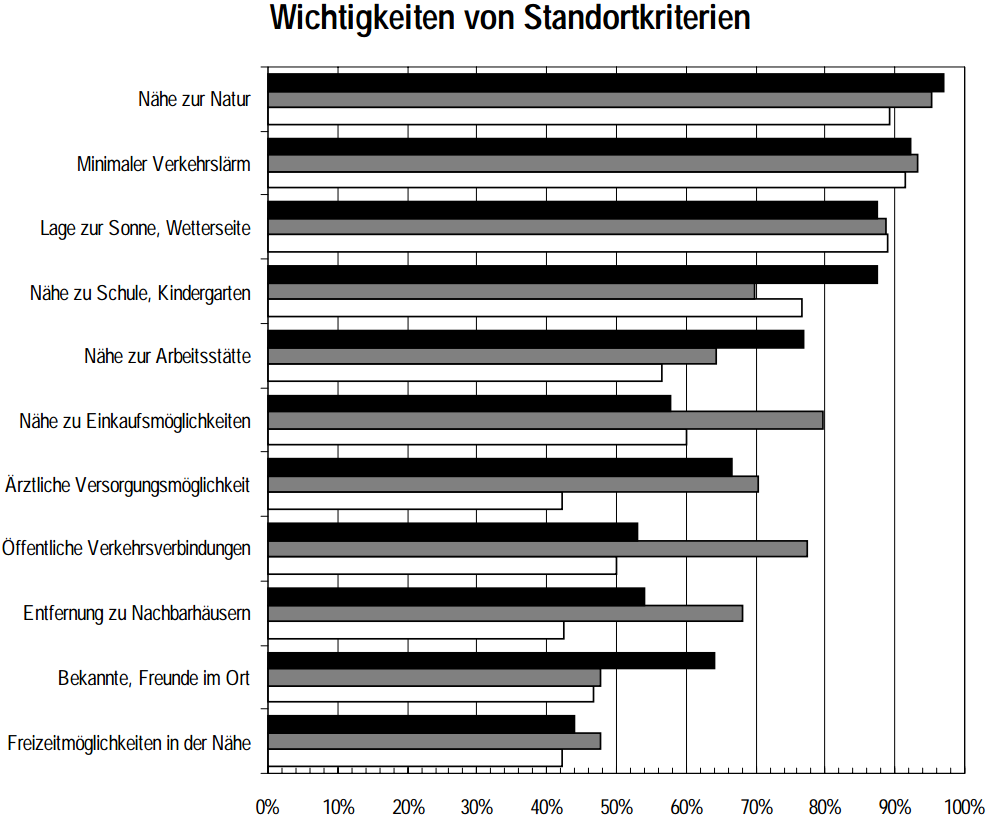 Wichtigkeiten von Standortkriterien
Nähe zur Natur
Minimaler Verkehrslärm
Lage zur Sonne, Wetterseite
Nähe zu Schule, Kindergarten
Nähe zur Arbeitsstätte
Nähe zu Einkaufsmöglichkeiten
Ärztliche Versorgungsmöglichkeit
Öffentliche Verkehrsverbindungen
Entfernung zu Nachbarhäusern
Bekannte, Freunde im Ort
Freizeitmöglichkeiten in der Nähe
0% 10% 20% 30% 40% 50% 60% 70% 80% 90% 100%